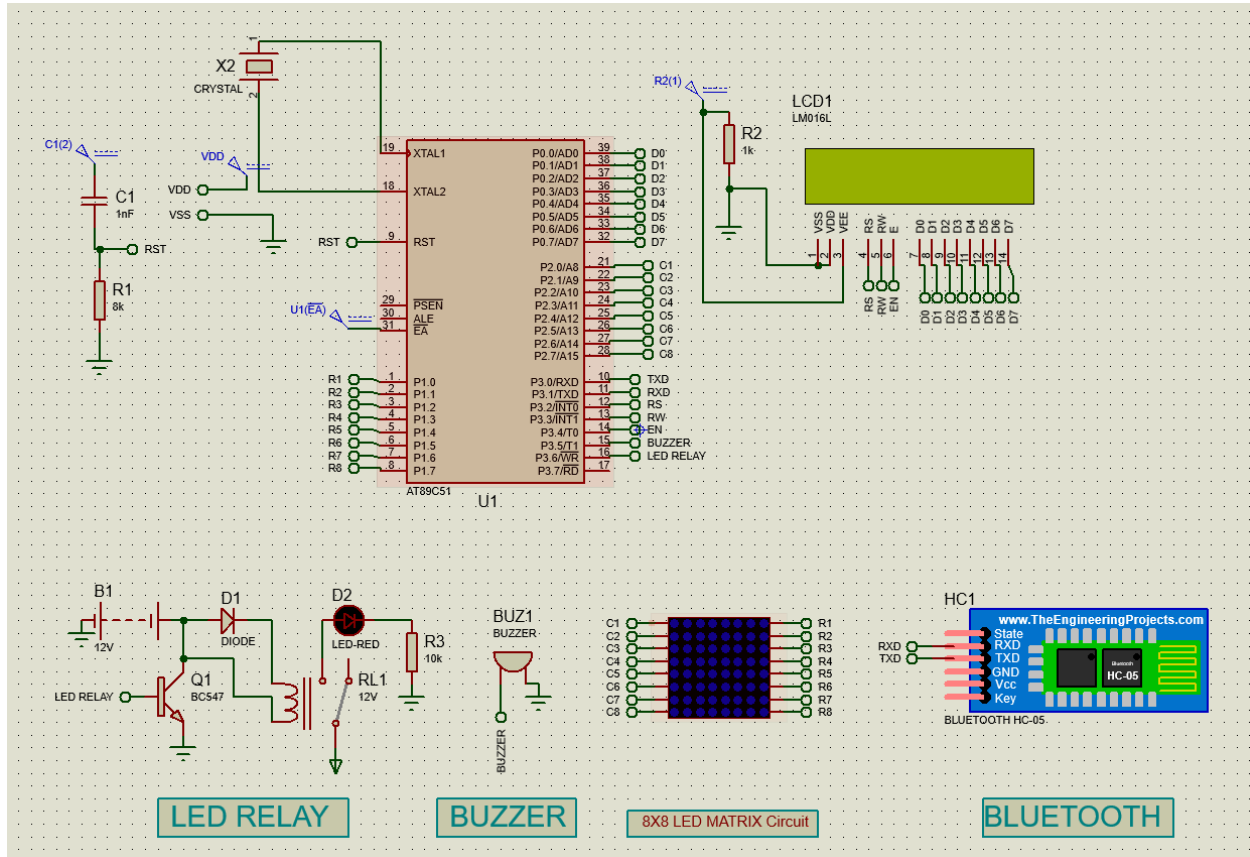 X2
CRYSTAL
1
2
C1(2)
C1
1nF
RST
R1
8k
VDD
VDD
VSS
RST
U1(EA)
19
18
9
29
30
31
XTAL1
XTAL2
RST
PSEN
ALE
EA
R1
R2
R3
R4
R5
R6
R7
R8
1
2
3
4
5
6
7
8
P1.0
P1.1
P1.2
P1.3
P1.4
P1.5
P1.6
P1.7
P0.0/AD0
P0.1/AD1
P0.2/AD2
P0.3/AD3
P0.4/AD4
P0.5/AD5
P0.6/AD6
P0.7/AD7
39
38
37
36
35
34
33
32
D0
D1
D2
D3
D4
D5
D6
D7
P2.0/A8
P2.1/A9
P2.2/A10
P2.3/A11
P2.4/A12
P2.5/A13
P2.6/A14
P2.7/A15
21
22
23
24
25
26
27
28
C1
C2
C3
C4
C5
C6
C7
C8
P3.0/RXD
P3.1/TXD
P3.2/INT0
P3.3/INT1
P3.4/T0
P3.5/T1
P3.6/WR
P3.7/RD
10
11
12
13
14
15
16
17
TXD
RXD
RS
RW
EN
BUZZER
LED RELAY
AT89C51
U1
R2(1)
R2
1k
LCD1
LM016L
VSS
VDD
VEE
RS
RW
E
D0
D1
D2
D3
D4
D5
D6
D7
1
2
3
4
5
6
7
8
9
10
11
12
13
14
RS
RW
EN
D0
D1
D2
D3
D4
D5
D6
D7
B1
12V
D1
DIODE
D2
LED-RED
R3
10k
LED RELAY
Q1
BC547
RL1
12V
BUZ1
BUZZER
BUZZER
C1
C2
C3
C4
C5
C6
C7
C8
R1
R2
R3
R4
R5
R6
R7
R8
HC1
www.TheEngineeringProjects.com
RXD
TXD
State
RXD
TXD
GND
Vcc
Key
Bluetooth
HC-05
BLUETOOTH HC-05
LED RELAY
BUZZER
8X8 LED MATRIX Circuit
BLUETOOTH